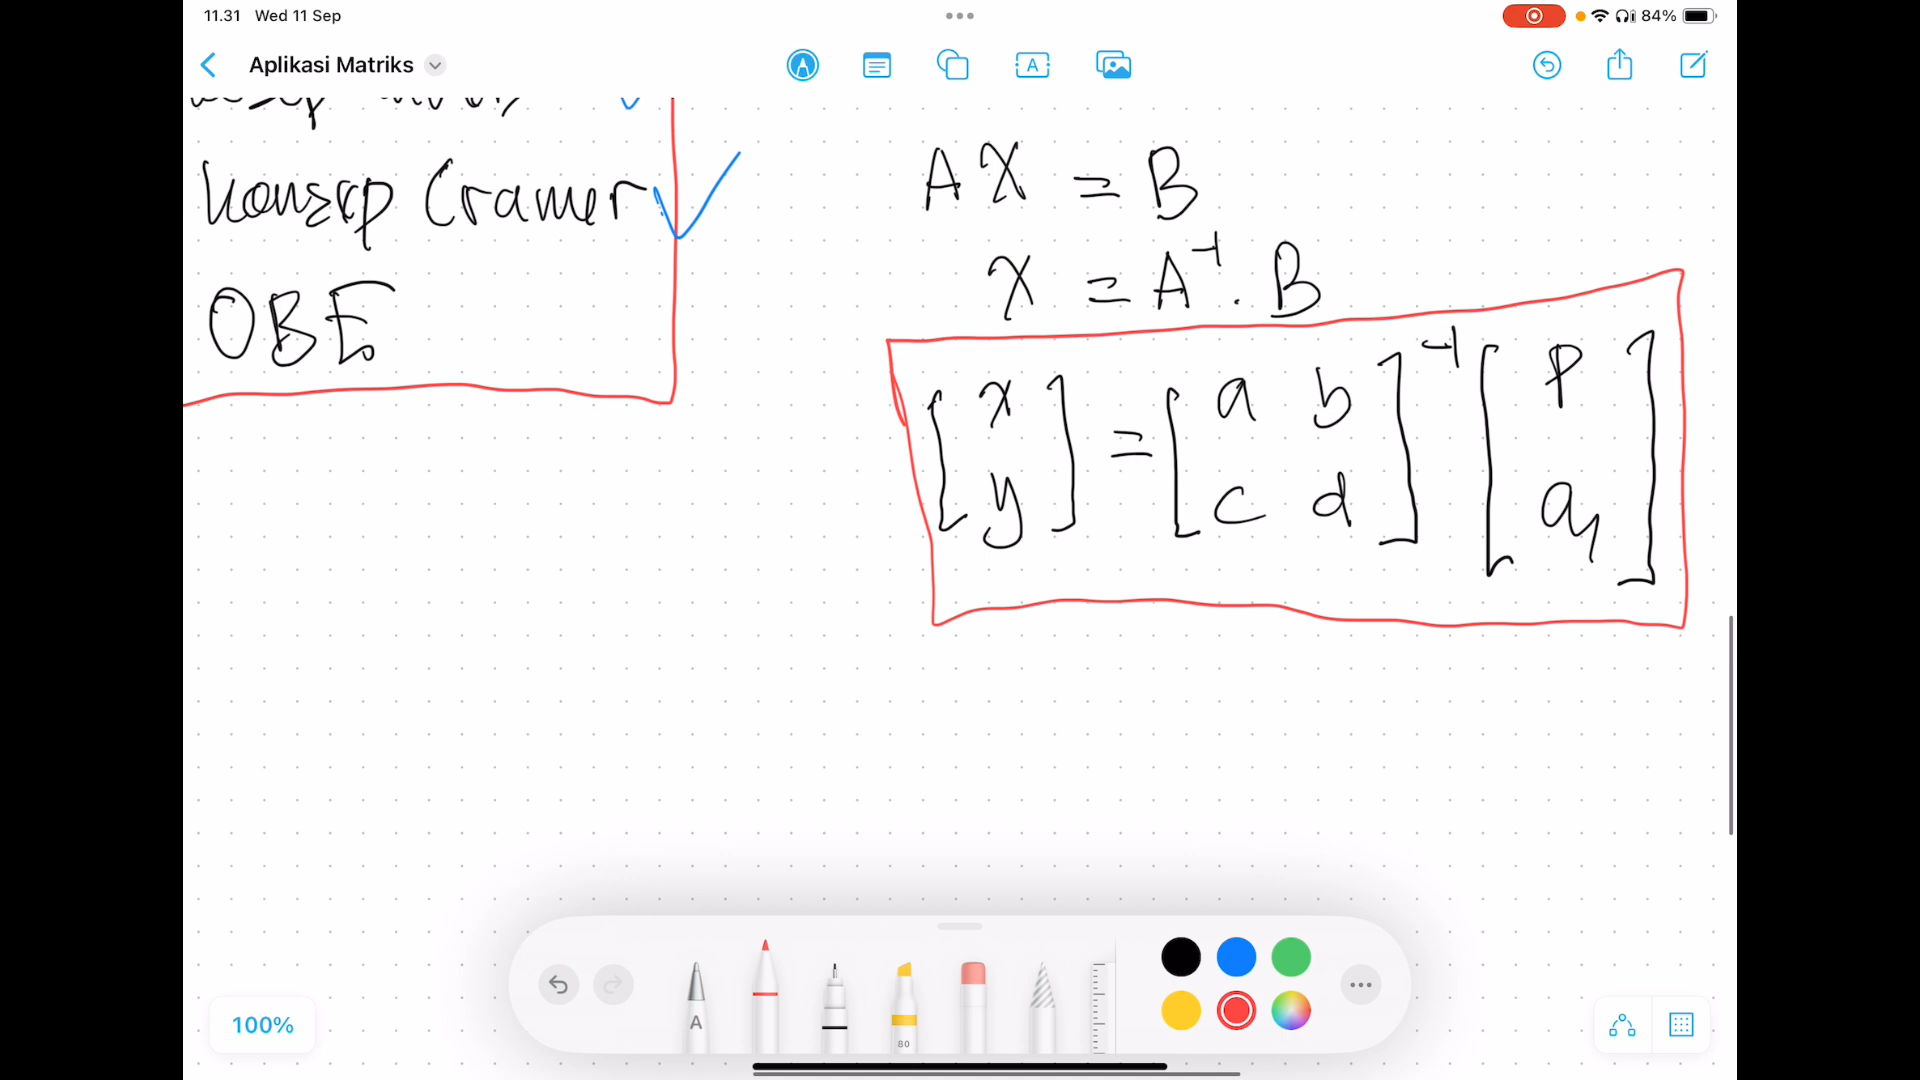 11.31 Wed 11 Sep
84%
Aplikasi Matriks
A
Konsep Cramer
OBE
AX = B
X = A⁻¹ . B
[x y] = [a b c d]⁻¹ [p q]
100%
A
80